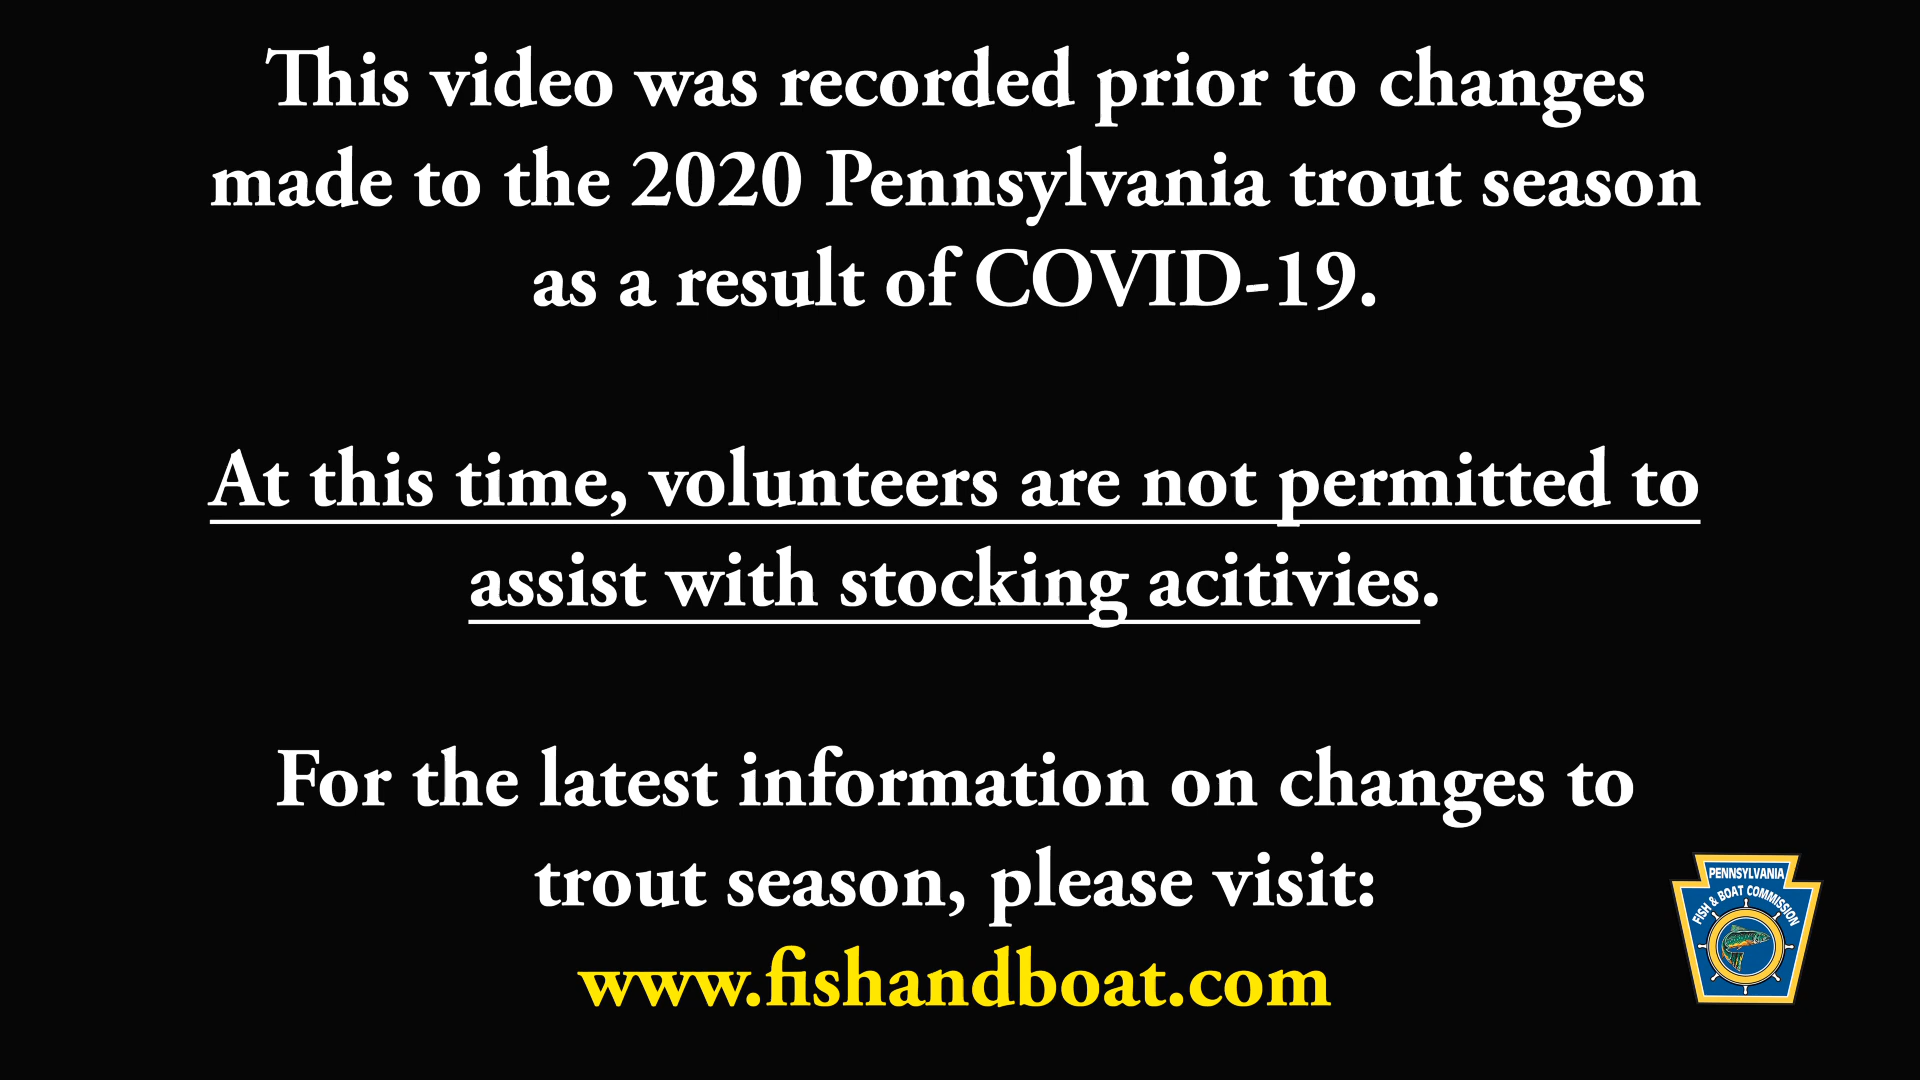 This video was recorded prior to changes
made to the 2020 Pennsylvania trout season
as a result of COVID-19.
At this time, volunteers are not permitted to
assist with stocking acitivies.
For the latest information on changes to
trout season, please visit:
www.fishandboat.com
PENNSYLVANIA
FISH & BOAT COMMISSION